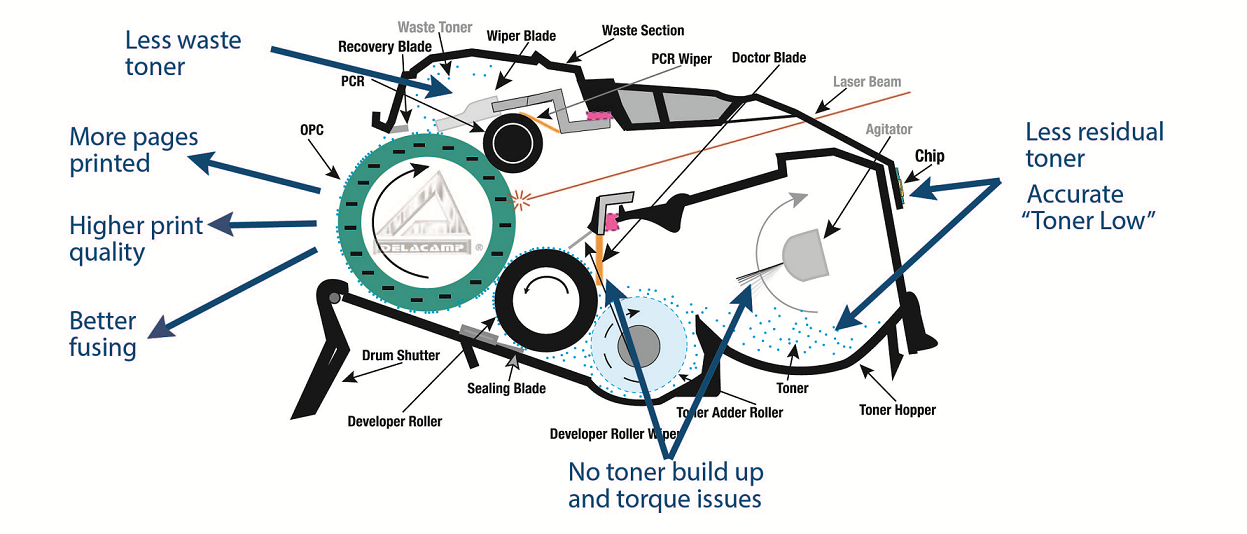 Less waste
toner
Waste Toner
Recovery Blade
Wiper Blade
Waste Section
PCR
PCR Wiper
Doctor Blade
Laser Beam
OPC
Agitator
Chip
More pages
printed
Higher print
quality
Better
fusing
Less residual
toner
Accurate
“Toner Low”
DELACAMP ®
Drum Shutter
Sealing Blade
Developer Roller
Toner
Toner Adder Roller
Toner Hopper
Developer Roller Wiper
No toner build up
and torque issues